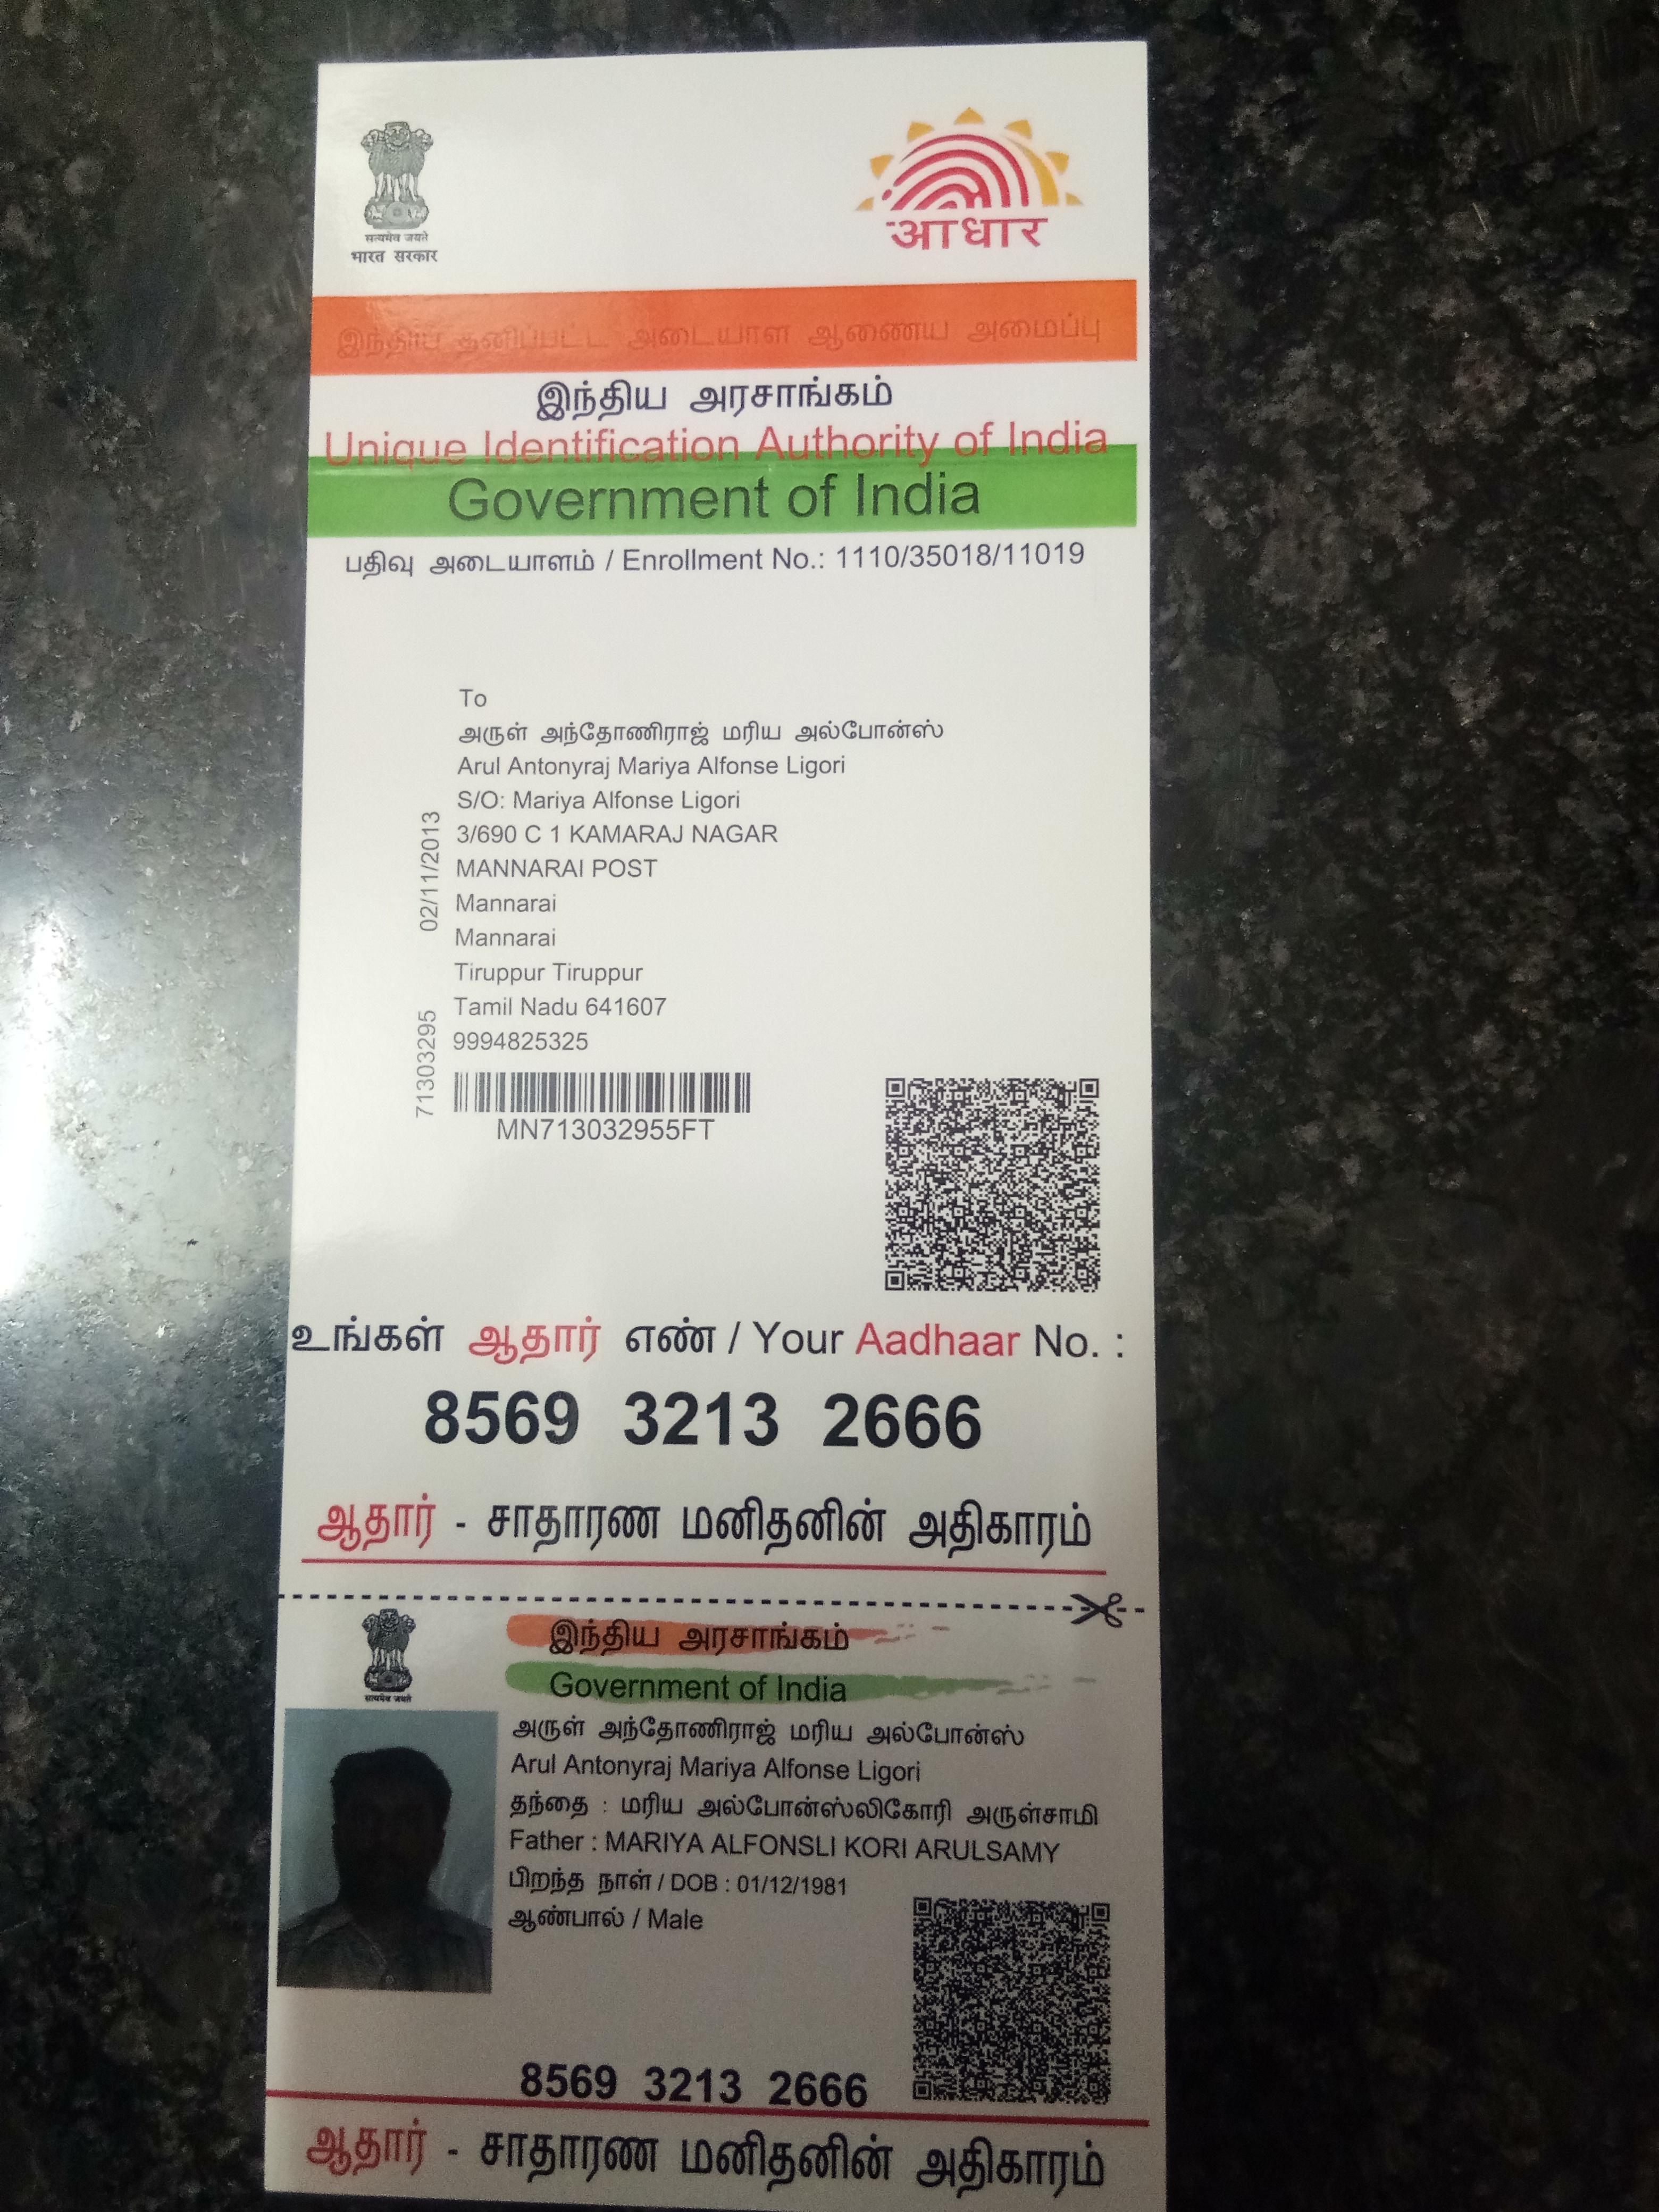 सत्यमेव जयते
भारत सरकार
आधार
இந்திய தனிப்பட்ட அடையாள ஆணைய அமைப்பு
இந்திய அரசாங்கம்
Unique Identification Authority of India
Government of India
பதிவு அடையாளம் / Enrollment No.: 1110/35018/11019
To
அருள் அந்தோணிராஜ் மரிய அல்போன்ஸ்
Arul Antonyraj Mariya Alfonse Ligori
S/O: Mariya Alfonse Ligori
3/690 C 1 KAMARAJ NAGAR
MANNARAI POST
Mannarai
Mannarai
Tiruppur Tiruppur
Tamil Nadu 641607
9994825325
02/11/2013
71303295
MN713032955FT
உங்கள் ஆதார் எண் / Your Aadhaar No. :
8569 3213 2666
ஆதார் - சாதாரண மனிதனின் அதிகாரம்
सत्यमेव जयते
இந்திய அரசாங்கம்
Government of India
அருள் அந்தோணிராஜ் மரிய அல்போன்ஸ்
Arul Antonyraj Mariya Alfonse Ligori
தந்தை : மரிய அல்போன்ஸ்லிகோரி அருள்சாமி
Father : MARIYA ALFONSLI KORI ARULSAMY
பிறந்த நாள் / DOB : 01/12/1981
ஆண்பால் / Male
8569 3213 2666
ஆதார் - சாதாரண மனிதனின் அதிகாரம்